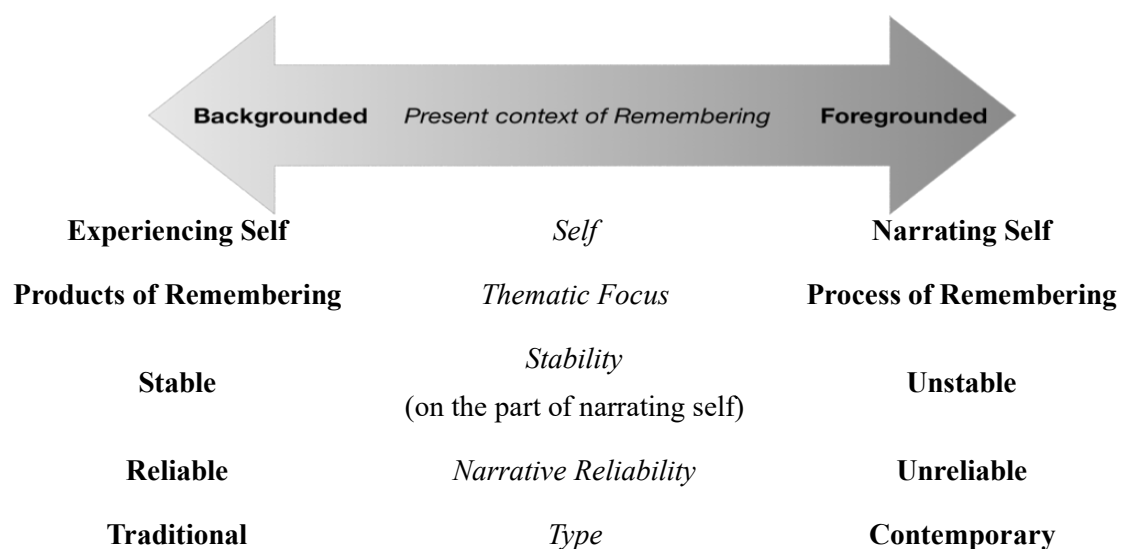 Backgrounded Present context of Remembering Foregrounded
Experiencing Self Self Narrating Self
Products of Remembering Thematic Focus Process of Remembering
Stability
Stable Unstable
(on the part of narrating self)
Reliable Narrative Reliability Unreliable
Traditional Type Contemporary